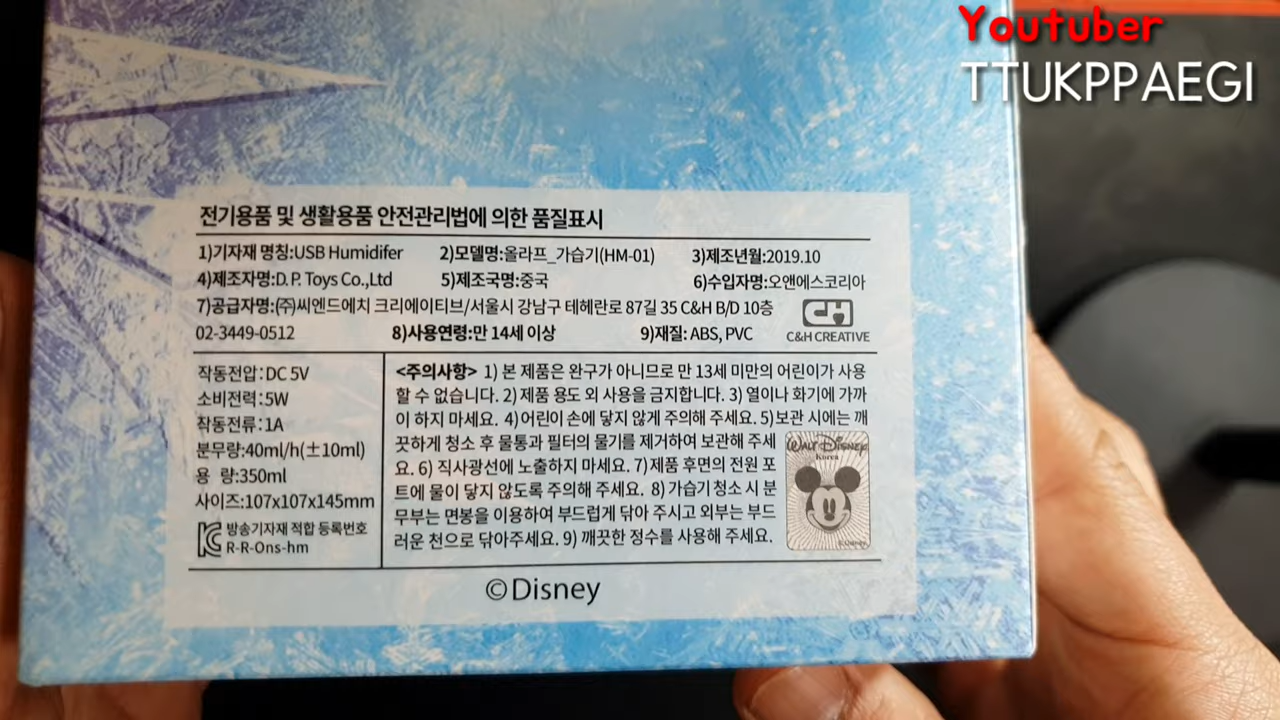 Youtuber
TTUKPPAEGI
전기용품 및 생활용품 안전관리법에 의한 품질표시
1)기자재 명칭:USB Humidifer 2)모델명:올라프_가습기(HM-01) 3)제조년월:2019.10
4)제조자명:D.P. Toys Co.,Ltd 5)제조국명:중국 6)수입자명:오앤에스코리아
7)공급자명:(주)씨엔드에치 크리에이티브/서울시 강남구 테헤란로 87길 35 C&H B/D 10층
02-3449-0512 8)사용연령:만 14세 이상 9)재질: ABS, PVC
CH
C&H CREATIVE
작동전압:DC 5V
소비전력:5W
작동전류:1A
분무량:40ml/h(±10ml)
용 량:350ml
사이즈:107x107x145mm
방송기자재 적합 등록번호
R-R-Ons-hm
<주의사항> 1) 본 제품은 완구가 아니므로 만 13세 미만의 어린이가 사용
할 수 없습니다. 2) 제품 용도 외 사용을 금지합니다. 3) 열이나 화기에 가까
이 하지 마세요. 4)어린이 손에 닿지 않게 주의해 주세요. 5)보관 시에는 깨
끗하게 청소 후 물통과 필터의 물기를 제거하여 보관해 주세
요. 6) 직사광선에 노출하지 마세요. 7)제품 후면의 전원 포
트에 물이 닿지 않도록 주의해 주세요. 8)가습기 청소 시 분
무부는 면봉을 이용하여 부드럽게 닦아 주시고 외부는 부드
러운 천으로 닦아주세요. 9) 깨끗한 정수를 사용해 주세요.
WALT DISNEY
Korea
©Disney
©Disney